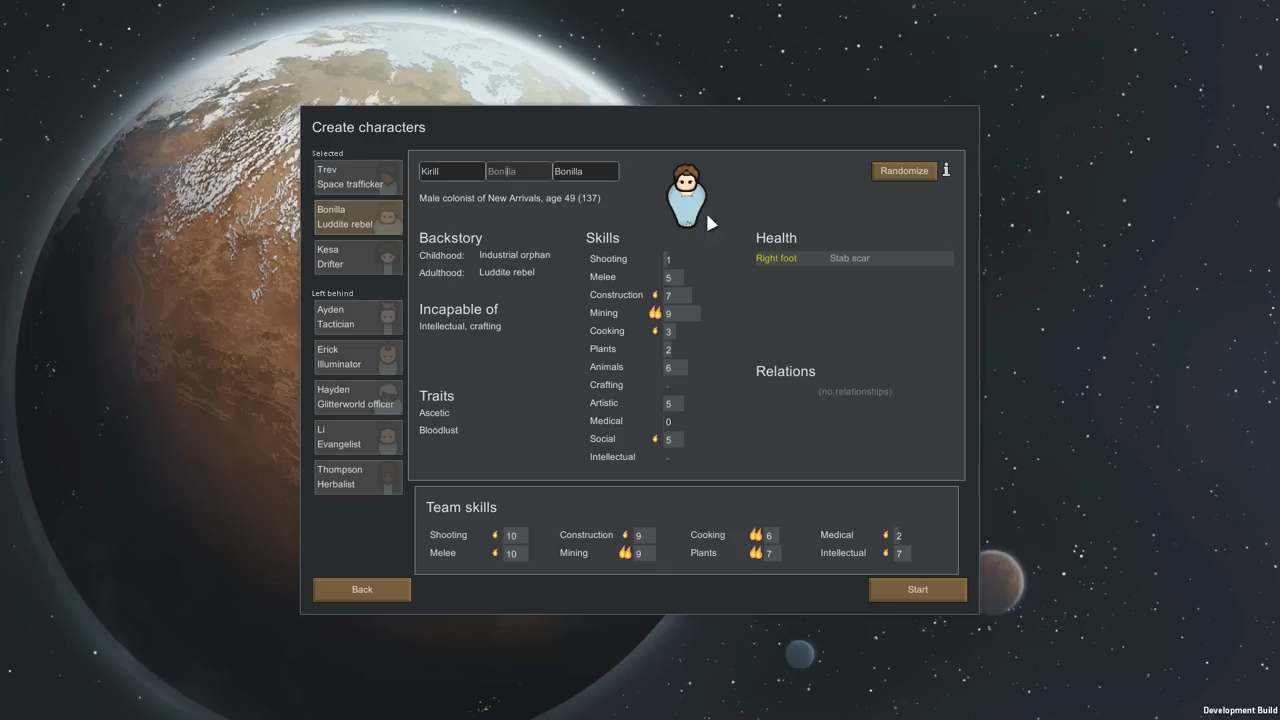 Create characters
Selected
Trev
Space trafficker
Bonilla
Luddite rebel
Kesa
Drifter
Left behind
Ayden
Tactician
Erick
Illuminator
Hayden
Glitterworld officer
Li
Evangelist
Thompson
Herbalist
Kirill Bonilla Bonilla
Randomize
Male colonist of New Arrivals, age 49 (137)
Backstory
Childhood: Industrial orphan
Adulthood: Luddite rebel
Incapable of
Intellectual, crafting
Traits
Ascetic
Bloodlust
Skills
Shooting 1
Melee 5
Construction 7
Mining 9
Cooking 3
Plants 2
Animals 6
Crafting -
Artistic 5
Medical 0
Social 5
Intellectual -
Health
Right foot Stab scar
Relations
(no relationships)
Team skills
Shooting 10 Construction 9 Cooking 6 Medical 2
Melee 10 Mining 9 Plants 7 Intellectual 7
Back
Start
Development Build